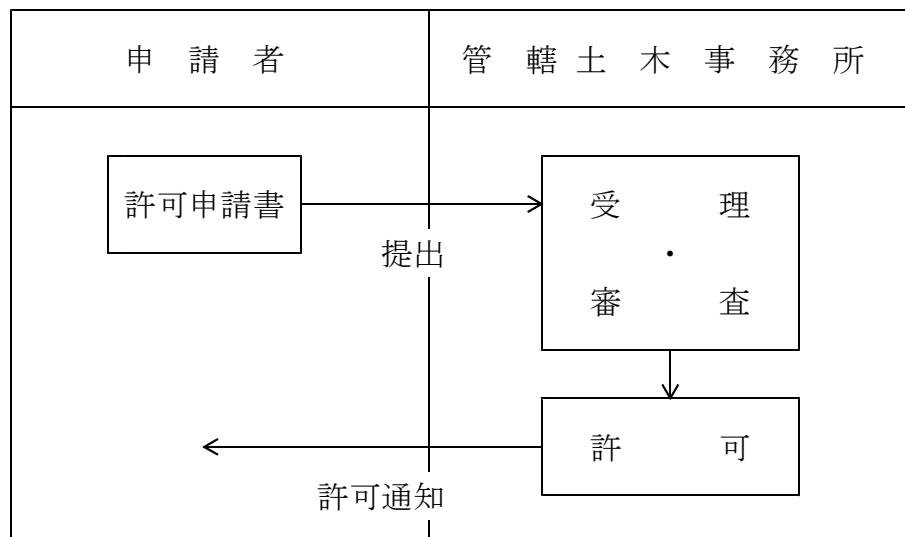 申請者
管轄土木事務所
許可申請書
提出
受理
・
審査
許可
許可通知